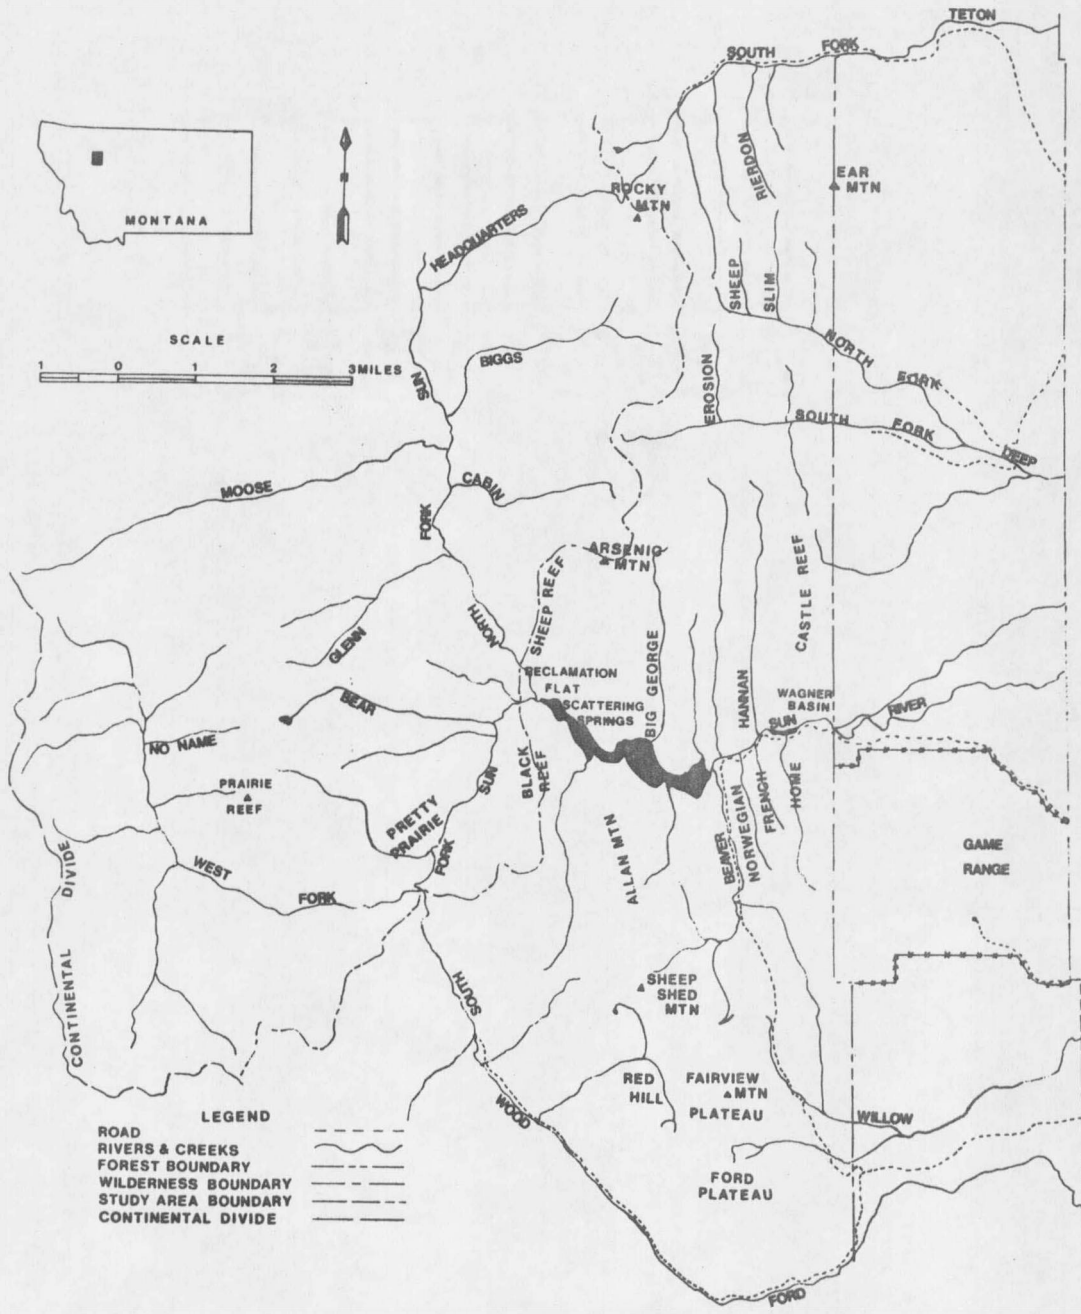 TETON
SOUTH FORK
RIERDON
EAR
MTN
MONTANA
ROCKY
MTN
HEADQUARTERS
SHEEP
SLIM
SCALE
1 0 1 2 3 MILES
BIGGS
NORTH
FORK
SUN
EROSION
SOUTH
FORK
DEEP
MOOSE
CABIN
FORK
ARSENIC
MTN
SHEEP REEF
CASTLE REEF
NORTH
GLENN
RECLAMATION
FLAT
SCATTERING
SPRINGS
BIG GEORGE
HANNAN
WAGNER
BASIN
SUN
RIVER
BEAR
NO NAME
BLACK
REEF
SUN
PRAIRIE
REEF
PRETTY
PRAIRIE
FORK
ALLAN MTN
BEAVER
NORWEGIAN
FRENCH
HOME
GAME
RANGE
DIVIDE
WEST
FORK
CONTINENTAL
SOUTH
SHEEP
SHED
MTN
RED
HILL
FAIRVIEW
MTN
PLATEAU
WILLOW
WOOD
FORD
PLATEAU
FORD
LEGEND
ROAD
RIVERS & CREEKS
FOREST BOUNDARY
WILDERNESS BOUNDARY
STUDY AREA BOUNDARY
CONTINENTAL DIVIDE